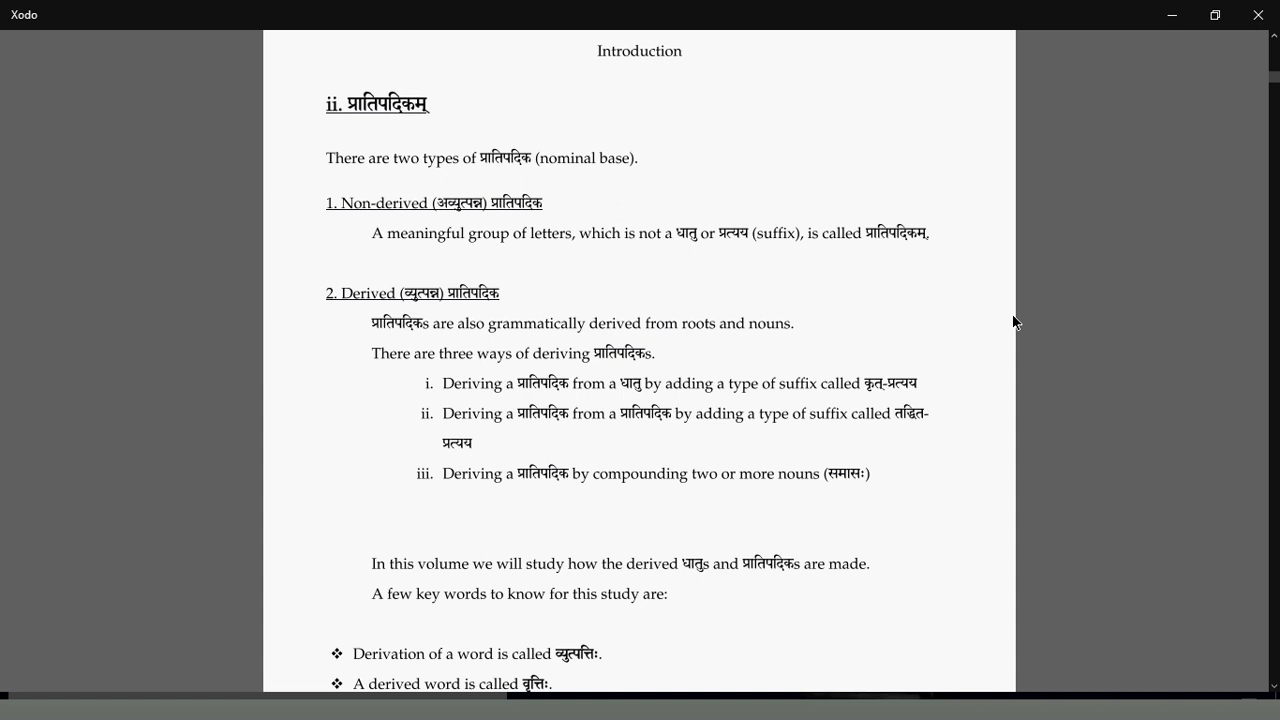 Xodo
Introduction
ii. प्रातिपदिकम्
There are two types of प्रातिपदिक (nominal base).
1. Non-derived (अव्युत्पन्न) प्रातिपदिक
A meaningful group of letters, which is not a धातु or प्रत्यय (suffix), is called प्रातिपदिकम्.
2. Derived (व्युत्पन्न) प्रातिपदिक
प्रातिपदिकs are also grammatically derived from roots and nouns.
There are three ways of deriving प्रातिपदिकs.
i. Deriving a प्रातिपदिक from a धातु by adding a type of suffix called कृत्-प्रत्यय
ii. Deriving a प्रातिपदिक from a प्रातिपदिक by adding a type of suffix called तद्धित-
प्रत्यय
iii. Deriving a प्रातिपदिक by compounding two or more nouns (समासः)
In this volume we will study how the derived धातुs and प्रातिपदिकs are made.
A few key words to know for this study are:
❖ Derivation of a word is called व्युत्पत्तिः.
❖ A derived word is called वृत्तिः.